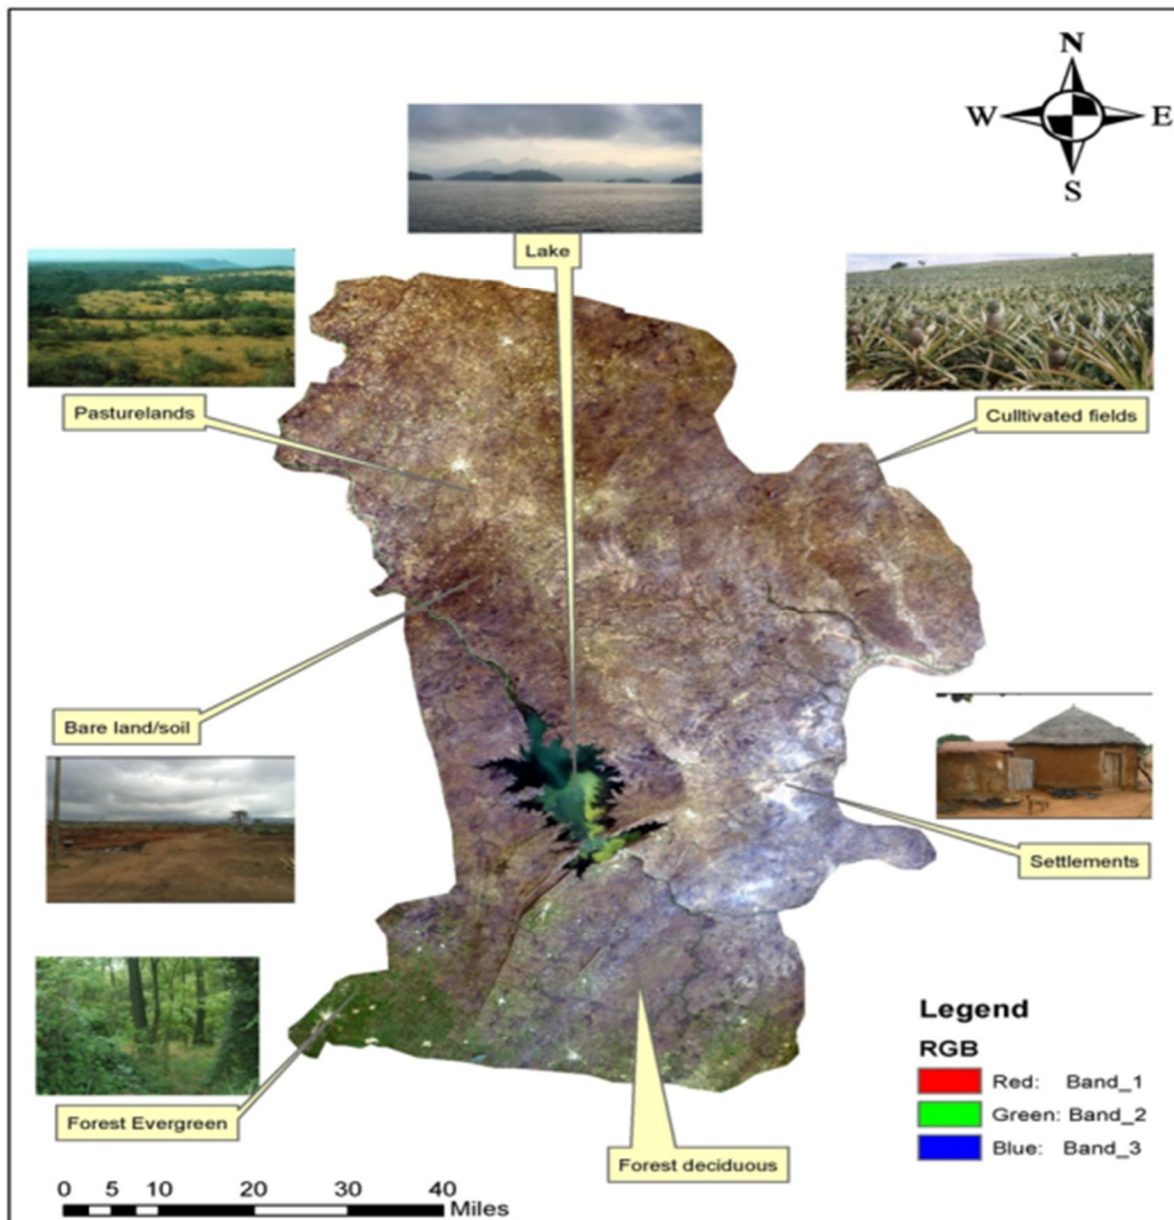 N
W E
S
Lake
Pasturelands
Culltivated fields
Bare land/soil
Settlements
Forest Evergreen
Forest deciduous
Legend
RGB
Red: Band_1
Green: Band_2
Blue: Band_3
0 5 10 20 30 40
Miles